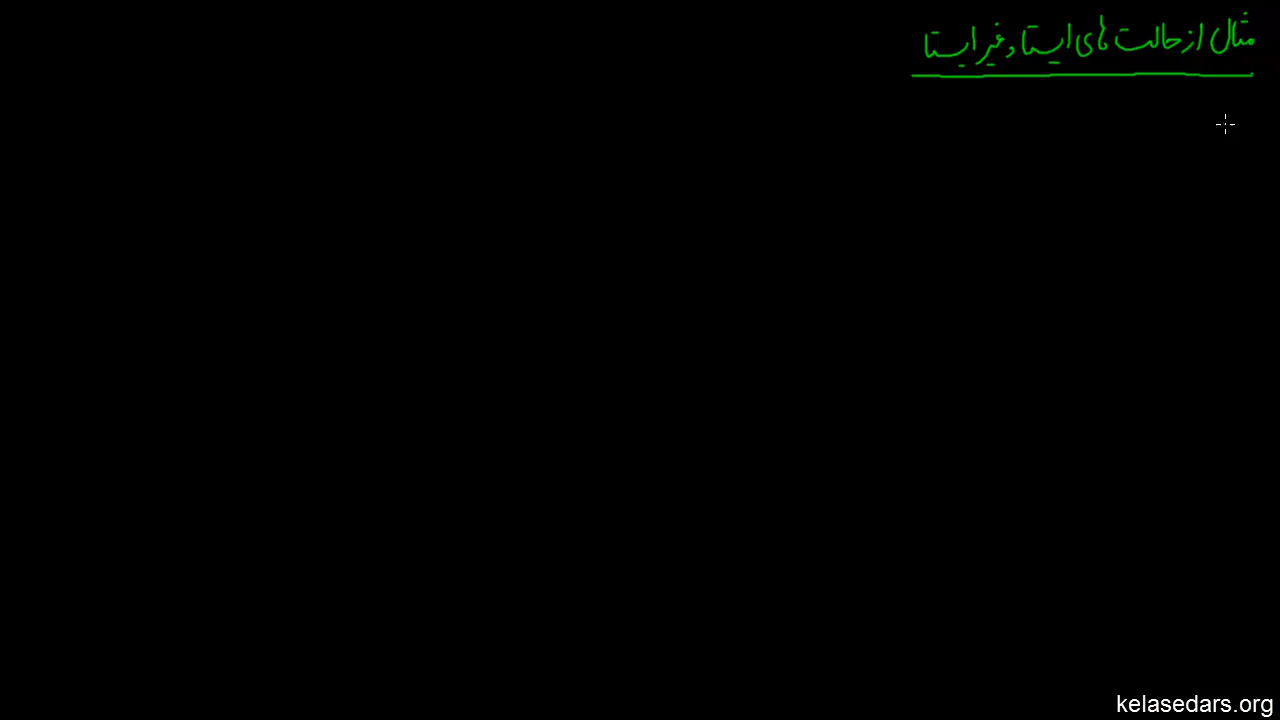 مثال از حالت های ایستا و غیر ایستا
kelasedars.org